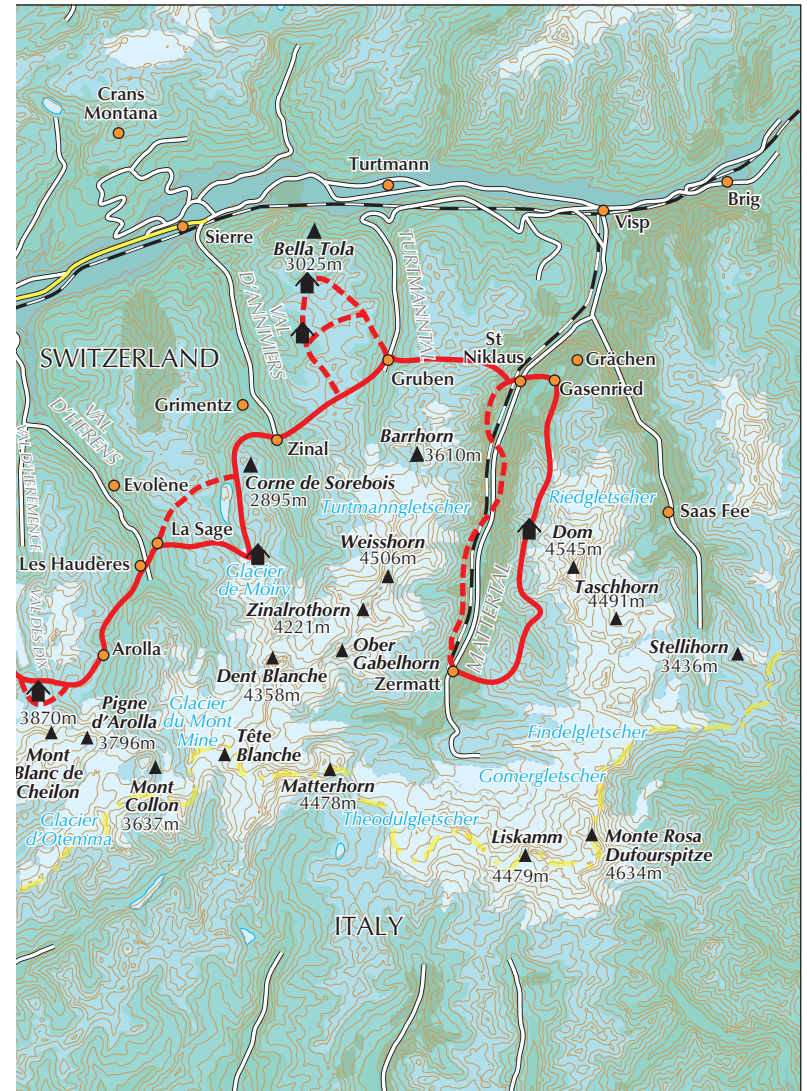 Crans
Montana
Turtmann
Brig
Visp
Sierre
Bella Tola
3025m
TURTMANNTAL
VAL
D'ANNIVIERS
St
Niklaus
Grächen
SWITZERLAND
Gruben
Gasenried
Grimentz
VAL
D'HÉRENS
Zinal
Barrhorn
3610m
VAL D'HÉRÉMENCE
Evolène
Corne de Sorebois
2895m
Turtmanngletscher
Riedgletscher
Saas Fee
La Sage
Weisshorn
4506m
Dom
4545m
Les Haudères
Glacier
de Moiry
Taschhorn
4491m
VAL DES DIX
Zinalrothorn
4221m
MATTERTAL
Arolla
Ober
Gabelhorn
Stellihorn
3436m
Dent Blanche
4358m
Zermatt
3870m
Mont
Blanc de
Cheilon
Pigne
d'Arolla
3796m
Glacier
du Mont
Mine
Tête
Blanche
Findelgletscher
Gornergletscher
Mont
Collon
3637m
Matterhorn
4478m
Glacier
d'Otemma
Theodulgletscher
Liskamm
4479m
Monte Rosa
Dufourspitze
4634m
ITALY